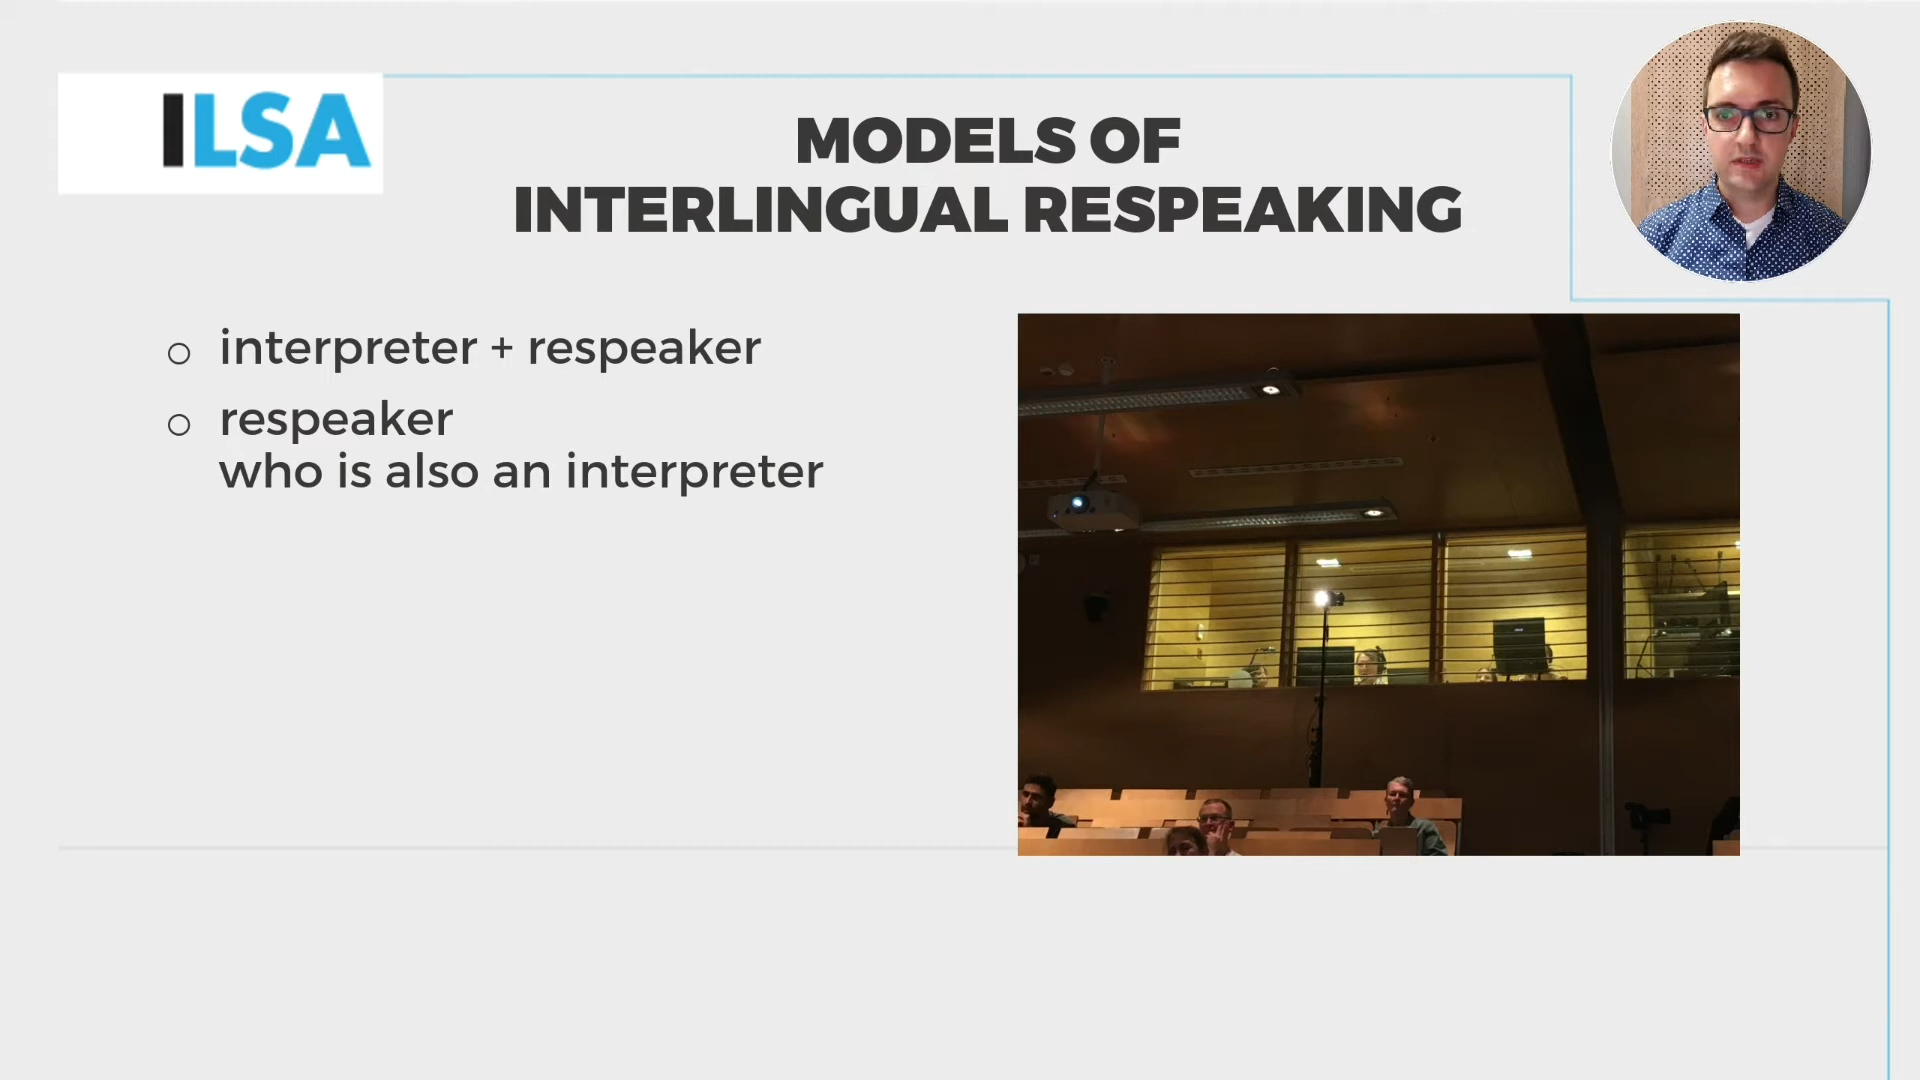 ILSA
MODELS OF
INTERLINGUAL RESPEAKING
interpreter + respeaker
respeaker
who is also an interpreter